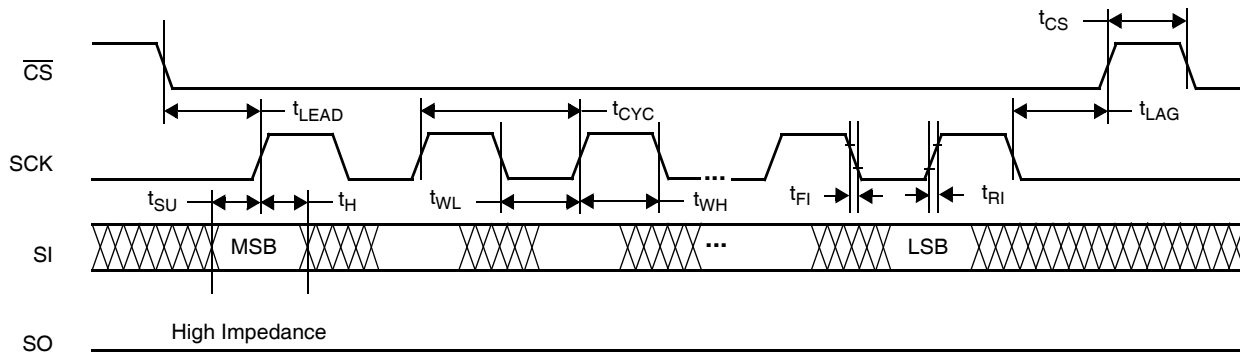 tCS
CS
tLEAD
tCYC
tLAG
SCK
...
tSU
tH
tWL
tWH
tFI
tRI
SI
MSB
...
LSB
High Impedance
SO